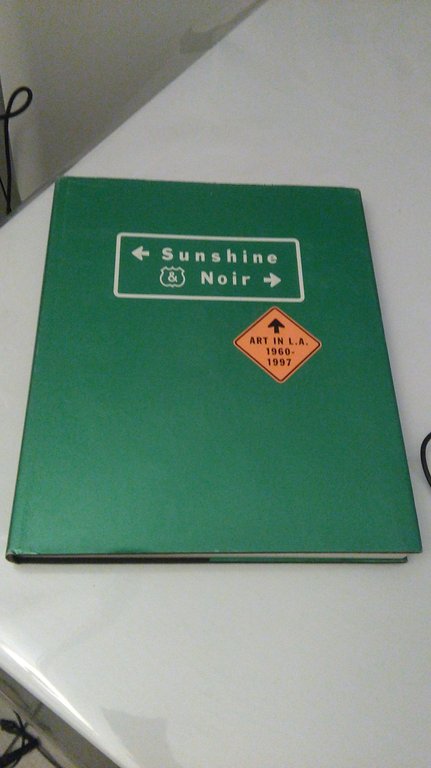 ← Sunshine
& Noir →
↑
ART IN L.A.
1960-
1997